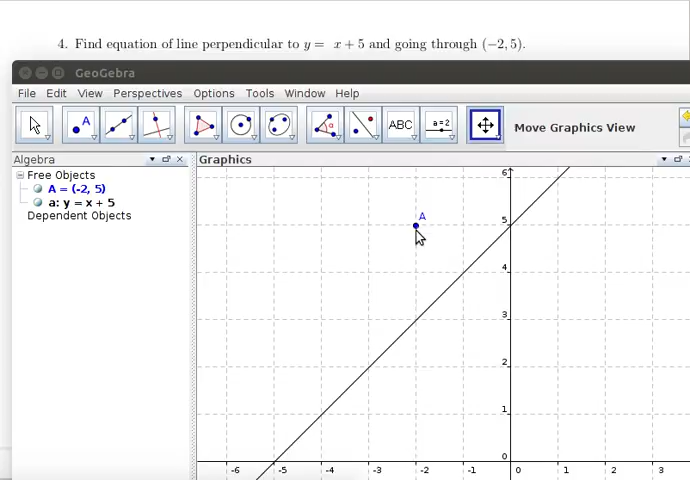 4. Find equation of line perpendicular to y = x + 5 and going through (−2, 5).
GeoGebra
File Edit View Perspectives Options Tools Window Help
A ABC a=2 Move Graphics View
Algebra
Graphics
Free Objects
A = (-2, 5)
a: y = x + 5
Dependent Objects
A
6
5
4
3
2
1
0
-6 -5 -4 -3 -2 -1 0 1 2 3